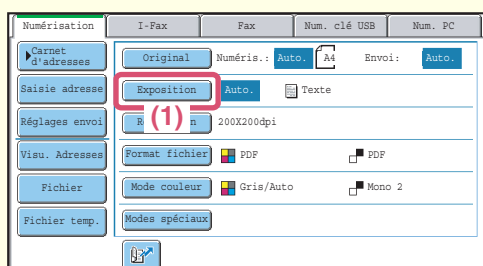 Numérisation I-Fax Fax Num. clé USB Num. PC
Carnet d'adresses
Original Numéris.: Auto. A4 Envoi: Auto.
Saisie adresse
Exposition Auto. Texte
Réglages envoi
(1) 200X200dpi
Visu. Adresses
Format fichier PDF PDF
Fichier
Mode couleur Gris/Auto Mono 2
Fichier temp.
Modes spéciaux